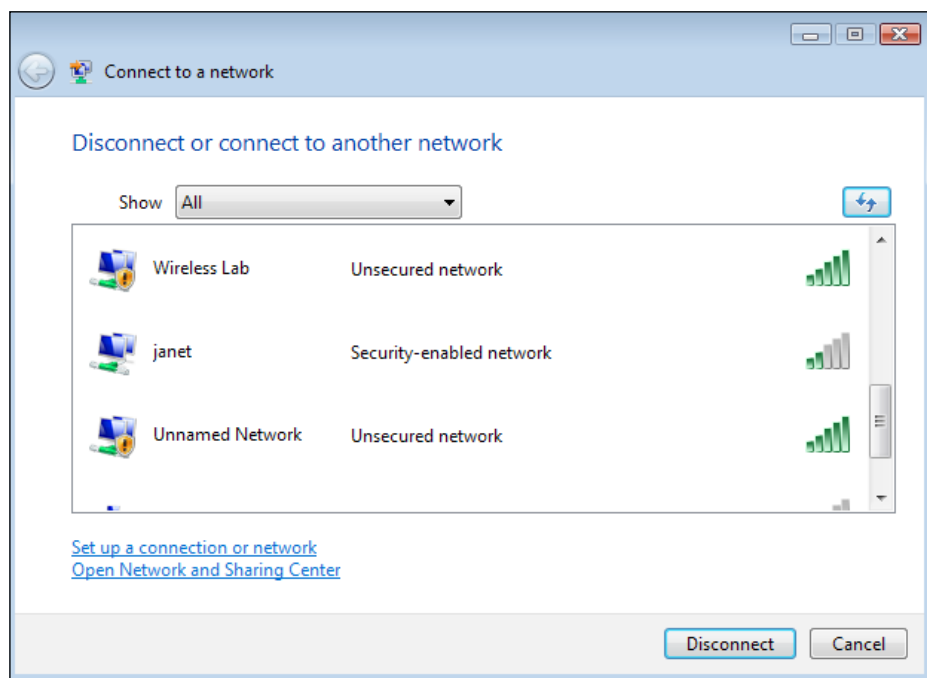 Connect to a network
Disconnect or connect to another network
Show All
Wireless Lab Unsecured network
janet Security-enabled network
Unnamed Network Unsecured network
Set up a connection or network
Open Network and Sharing Center
Disconnect Cancel